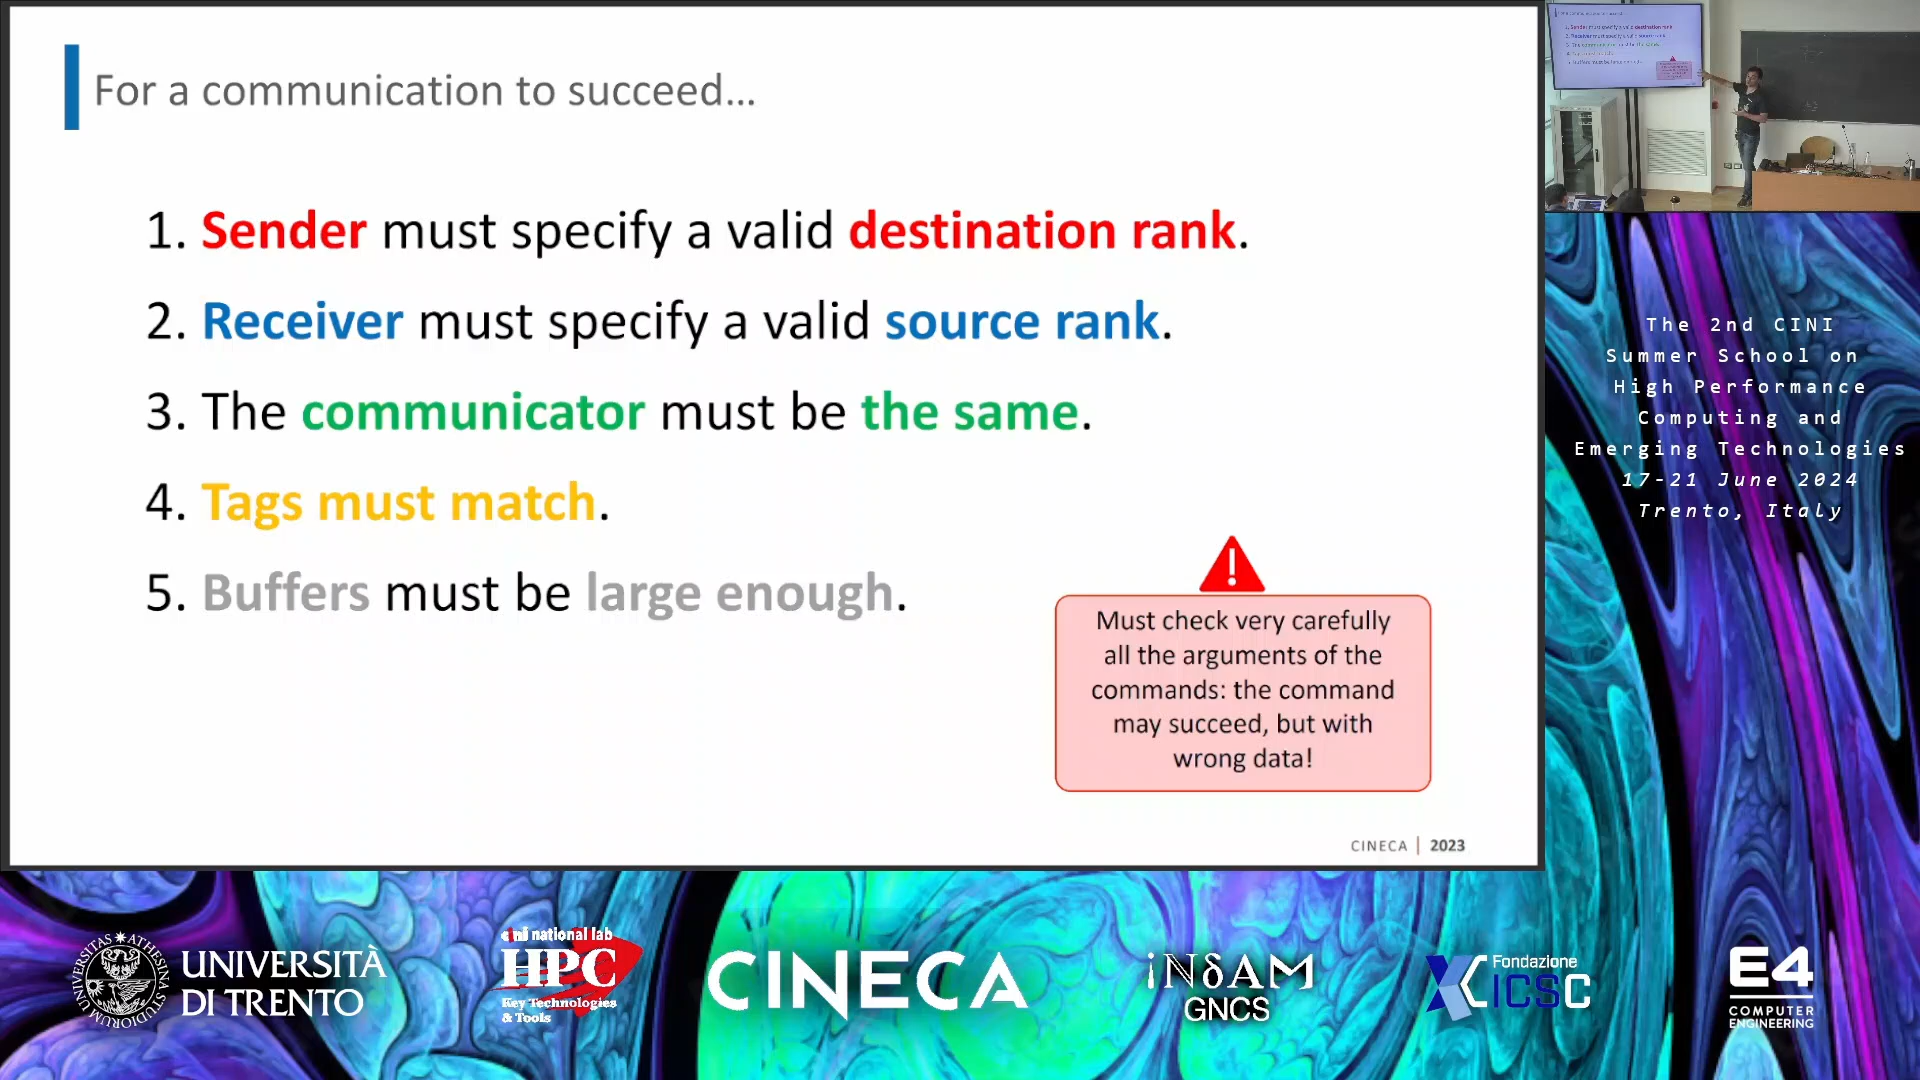 For a communication to succeed...
1. Sender must specify a valid destination rank.
2. Receiver must specify a valid source rank.
3. The communicator must be the same.
4. Tags must match.
5. Buffers must be large enough.
!
Must check very carefully
all the arguments of the
commands: the command
may succeed, but with
wrong data!
CINECA | 2023
The 2nd CINI
Summer School on
High Performance
Computing and
Emerging Technologies
17-21 June 2024
Trento, Italy
UNIVERSITÀ
DI TRENTO
cini national lab
HPC
Key Technologies
& Tools
CINECA
iNδAM
GNCS
Fondazione
ICSC
E4
COMPUTER
ENGINEERING